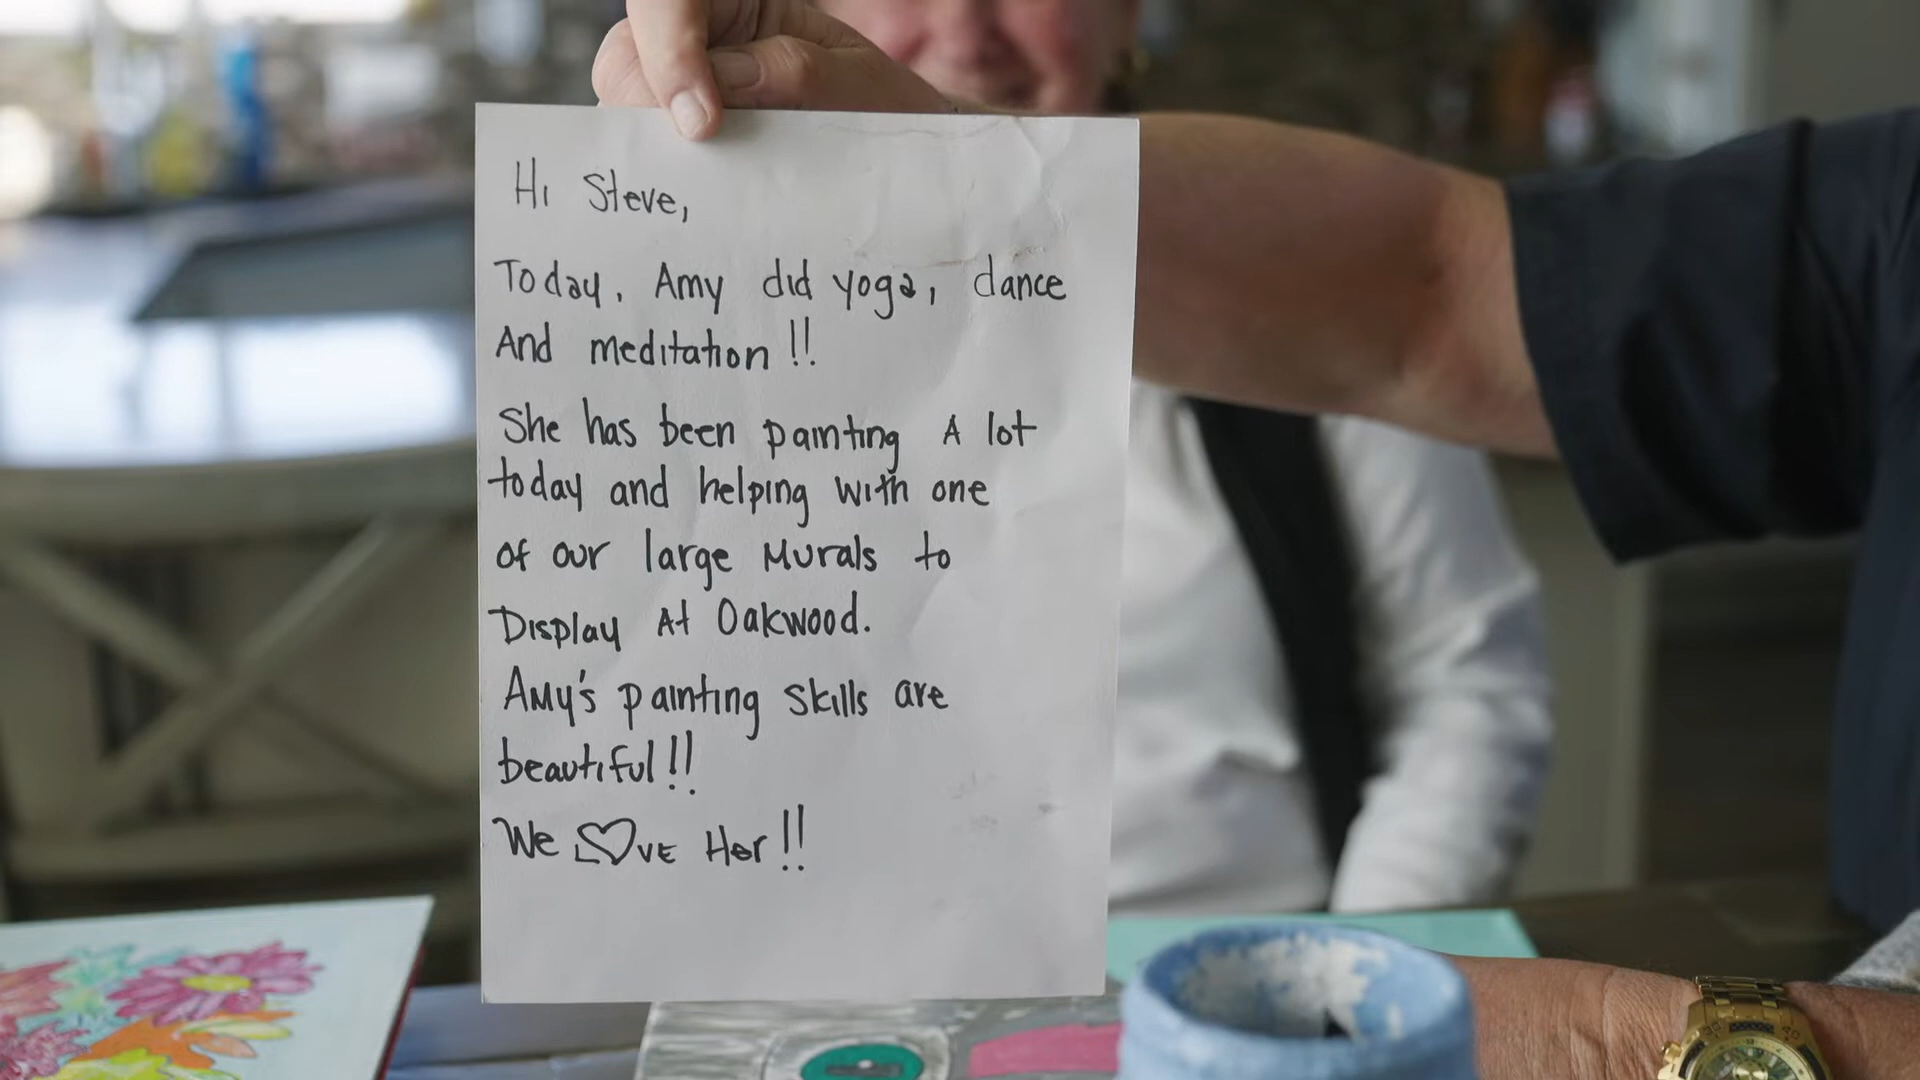 Hi Steve,
Today, Amy did yoga, dance
And meditation!!
She has been painting A lot
today and helping with one
of our large Murals to
Display At Oakwood.
Amy's painting skills are
beautiful!!
We L♡VE Her!!